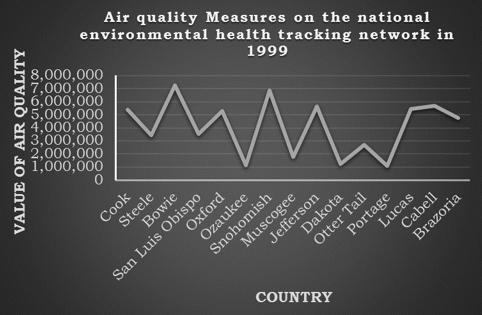 Air quality Measures on the national
environmental health tracking network in
1999
VALUE OF AIR QUALITY
8,000,000
7,000,000
6,000,000
5,000,000
4,000,000
3,000,000
2,000,000
1,000,000
0
Cook
Steele
Bowie
San Luis Obispo
Oxford
Ozaukee
Snohomish
Muscogee
Jefferson
Dakota
Otter Tail
Portage
Lucas
Cabell
Brazoria
COUNTRY